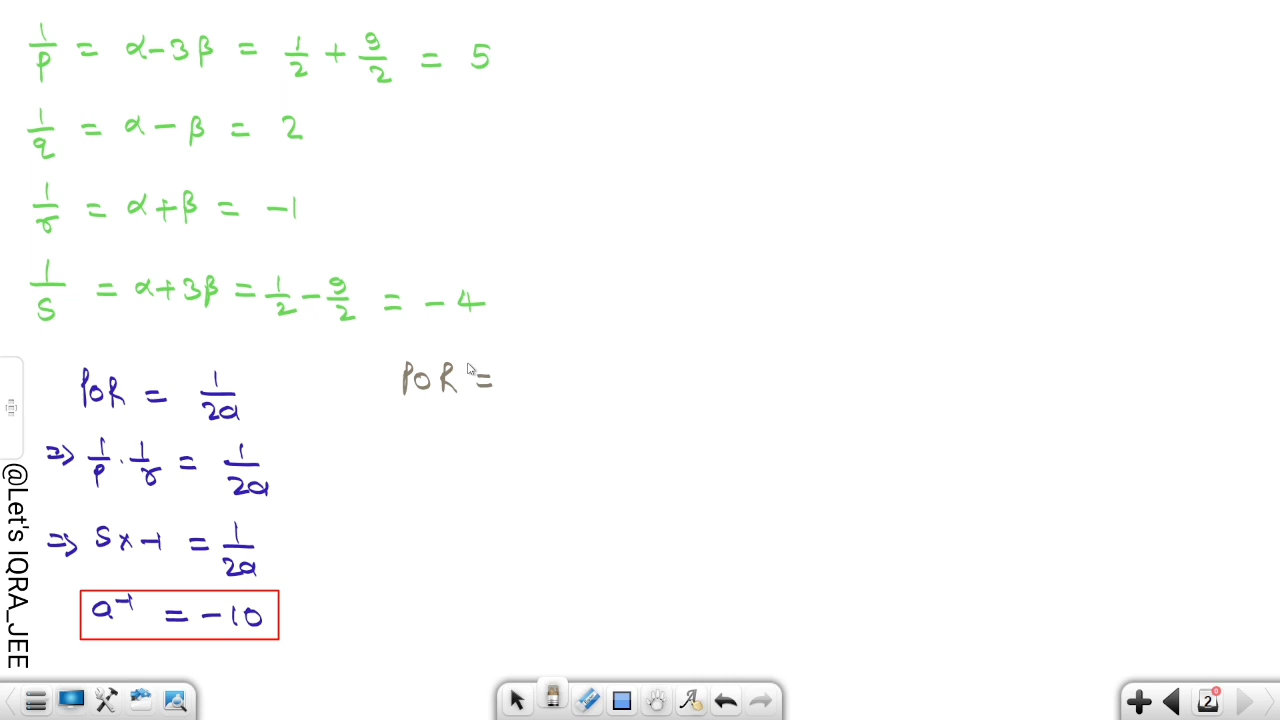 1/p = α-3β = 1/2 + 9/2 = 5
1/q = α-β = 2
1/r = α+β = -1
1/s = α+3β = 1/2 - 9/2 = -4
POR = 1/2a
POR =
=> 1/p . 1/r = 1/2a
=> 5 x -1 = 1/2a
a⁻¹ = -10
@Let's IQRA_JEE
2